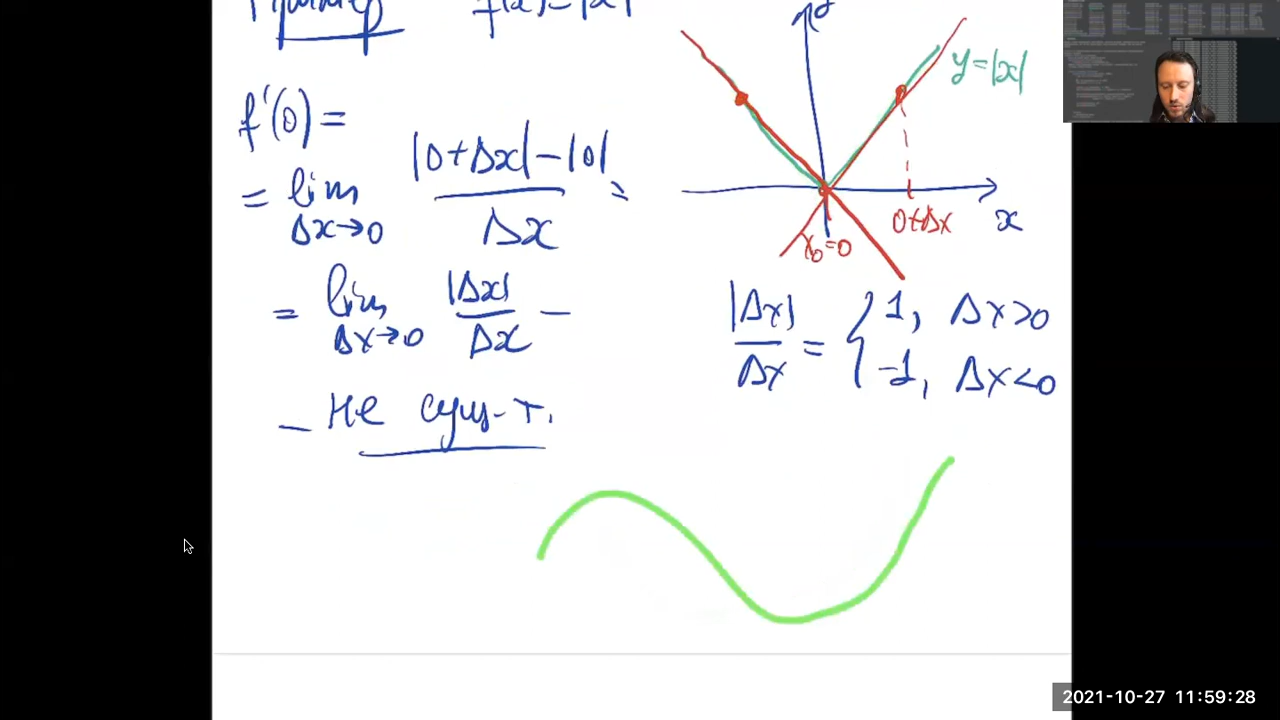 Пример f(x)=|x|
f'(0)=
= lim Δx→0 |0+Δx|-|0| / Δx =
= lim Δx→0 |Δx| / Δx -
- не сущ-т.
y
y=|x|
x₀=0
0+Δx
x
|Δx| / Δx = { 1, Δx>0
-1, Δx<0
2021-10-27 11:59:28